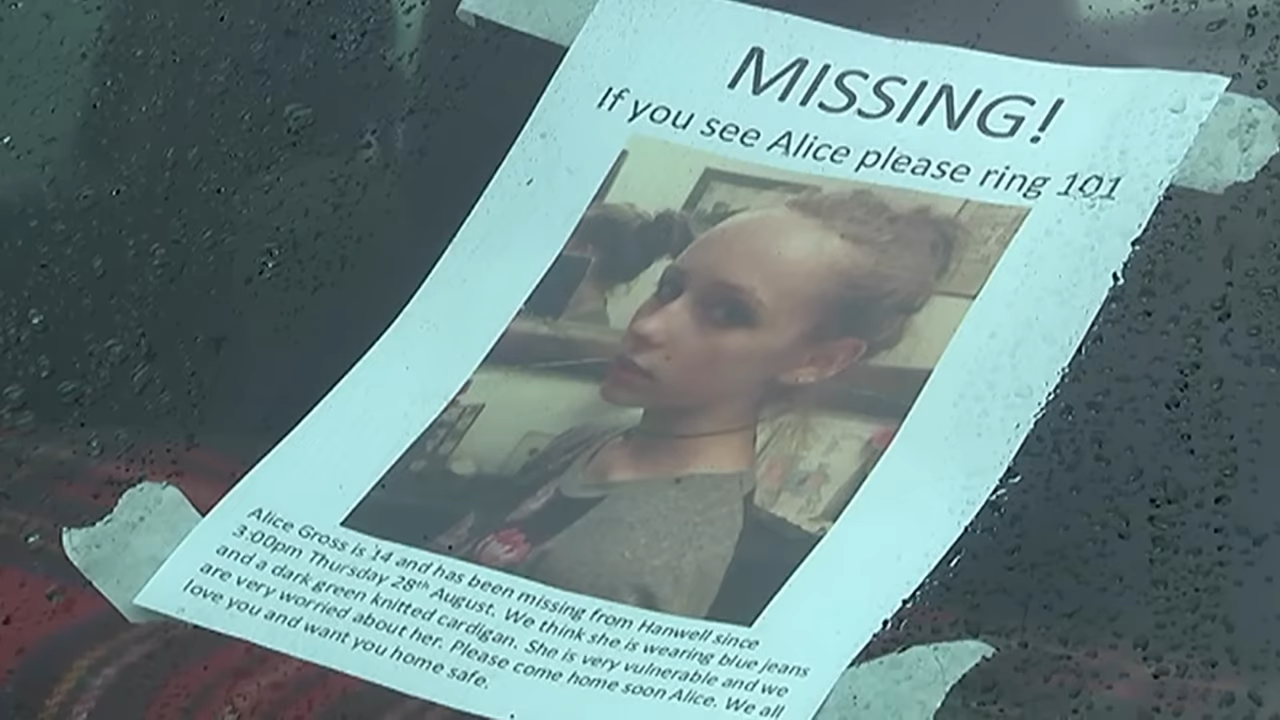 MISSING!
If you see Alice please ring 101
Alice Gross is 14 and has been missing from Hanwell since
3:00pm Thursday 28th August. We think she is wearing blue jeans
and a dark green knitted cardigan. She is very vulnerable and we
are very worried about her. Please come home soon Alice. We all
love you and want you home safe.